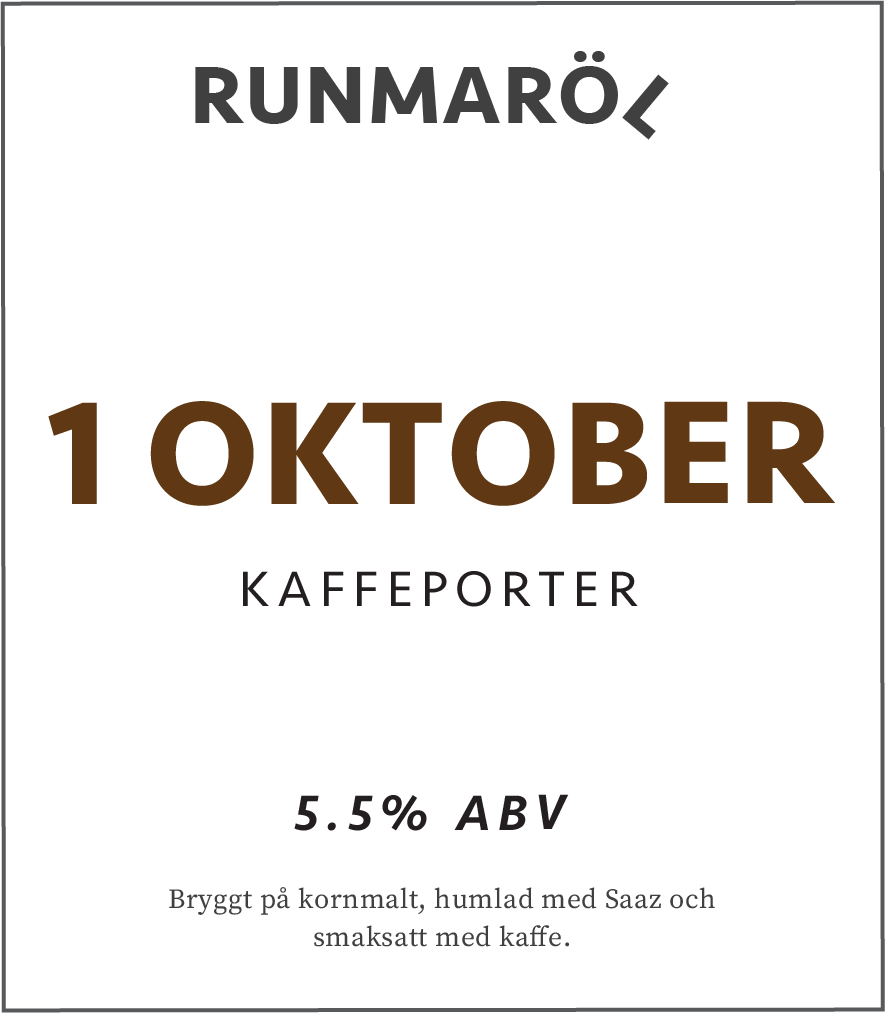 RUNMARÖL
1 OKTOBER
KAFFEPORTER
5.5% ABV
Bryggt på kornmalt, humlad med Saaz och
smaksatt med kaffe.